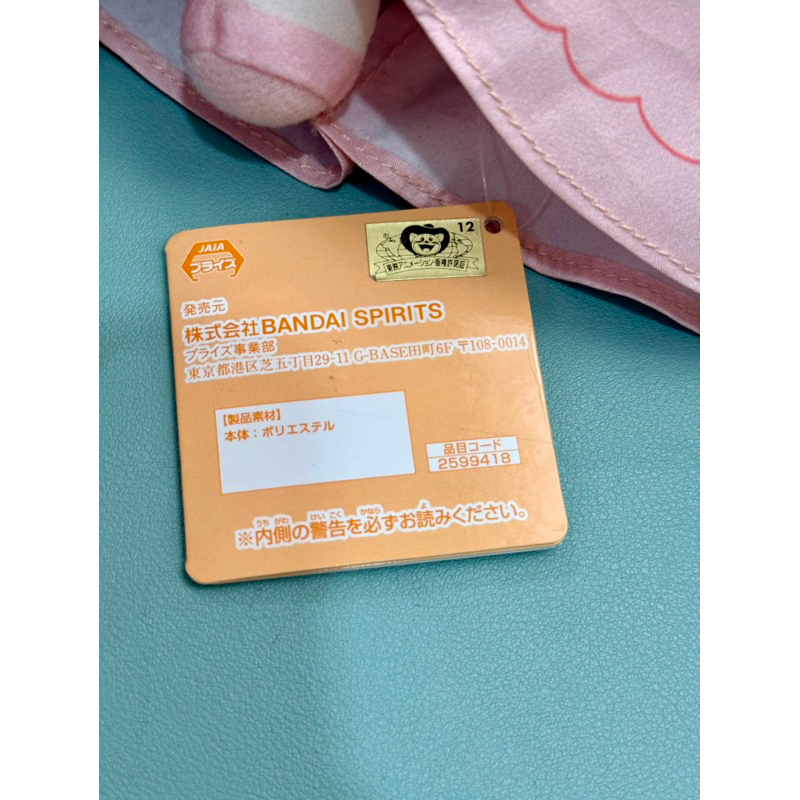 JAIA
プライズ
12
東映アニメーション・版権許諾証
発売元
株式会社BANDAI SPIRITS
プライズ事業部
東京都港区芝五丁目29-11 G-BASE田町6F 〒108-0014
【製品素材】
本体：ポリエステル
品目コード
2599418
※内側の警告を必ずお読みください。